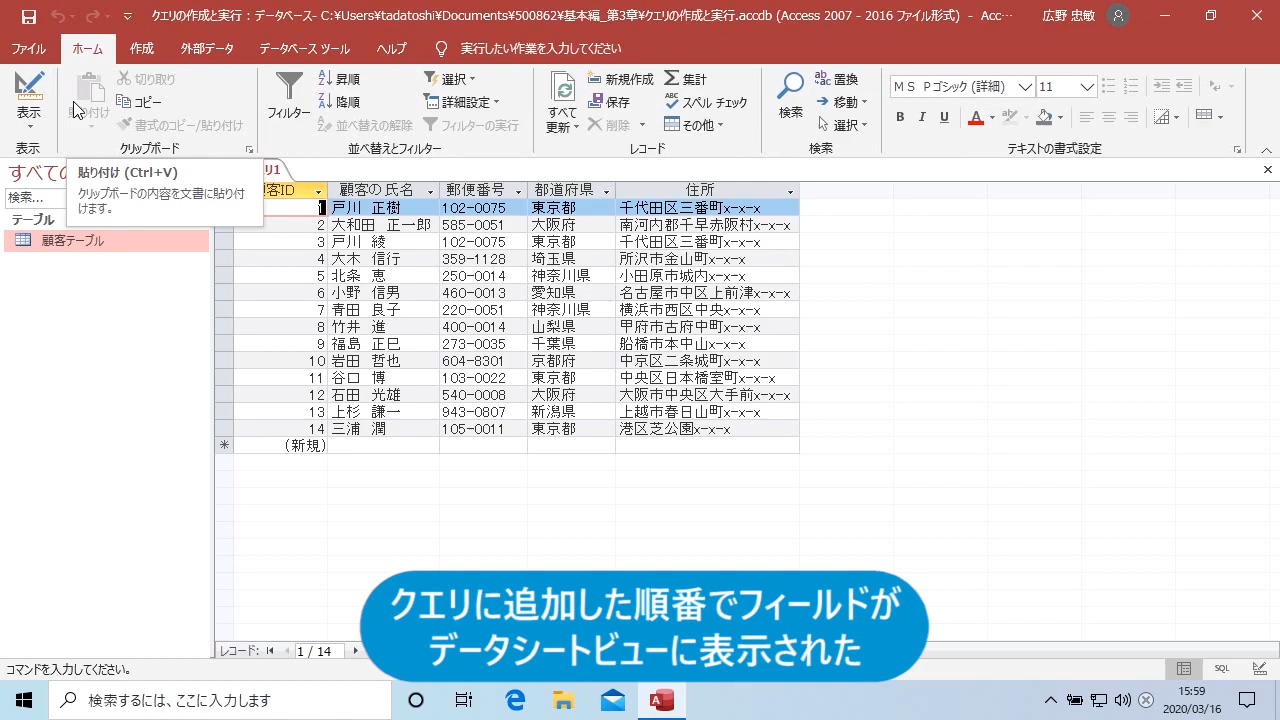 クエリの作成と実行 : データベース- C:¥Users¥tadatoshi¥Documents¥500862¥基本編_第3章¥クエリの作成と実行.accdb (Access 2007 - 2016 ファイル形式) - Acc...
広野 忠敏
ファイル ホーム 作成 外部データ データベース ツール ヘルプ 実行したい作業を入力してください
表示
表示
貼り付け
切り取り
コピー
書式のコピー/貼り付け
クリップボード
フィルター
昇順
降順
並べ替えの解除
選択
詳細設定
フィルターの実行
並べ替えとフィルター
すべて
更新
新規作成
保存
削除
集計
スペル チェック
その他
レコード
検索
置換
移動
選択
検索
MS Pゴシック (詳細) 11
B I U A
テキストの書式設定
すべての
検索...
テーブル
顧客テーブル
貼り付け (Ctrl+V)
クリップボードの内容を文書に貼り付
けます。
リ1
客ID 顧客の氏名 郵便番号 都道府県 住所
1 戸川 正樹 102-0075 東京都 千代田区三番町x-x-x
2 大和田 正一郎 585-0051 大阪府 南河内郡千早赤阪村x-x-x
3 戸川 綾 102-0075 東京都 千代田区三番町x-x-x
4 大木 信行 359-1128 埼玉県 所沢市金山町x-x-x
5 北条 恵 250-0014 神奈川県 小田原市城内x-x-x
6 小野 信男 460-0013 愛知県 名古屋市中区上前津x-x-x
7 青田 良子 220-0051 神奈川県 横浜市西区中央x-x-x
8 竹井 進 400-0014 山梨県 甲府市古府中町x-x-x
9 福島 正巳 273-0035 千葉県 船橋市本中山x-x-x
10 岩田 哲也 604-8301 京都府 中京区二条城町x-x-x
11 谷口 博 103-0022 東京都 中央区日本橋室町x-x-x
12 石田 光雄 540-0008 大阪府 大阪市中央区大手前x-x-x
13 上杉 謙一 943-0807 新潟県 上越市春日山町x-x-x
14 三浦 潤 105-0011 東京都 港区芝公園x-x-x
* (新規)
クエリに追加した順番でフィールドが
データシートビューに表示された
レコード: 1 / 14
コマンドを入力してください。
SQL
検索するには、ここに入力します
15:59
2020/03/16